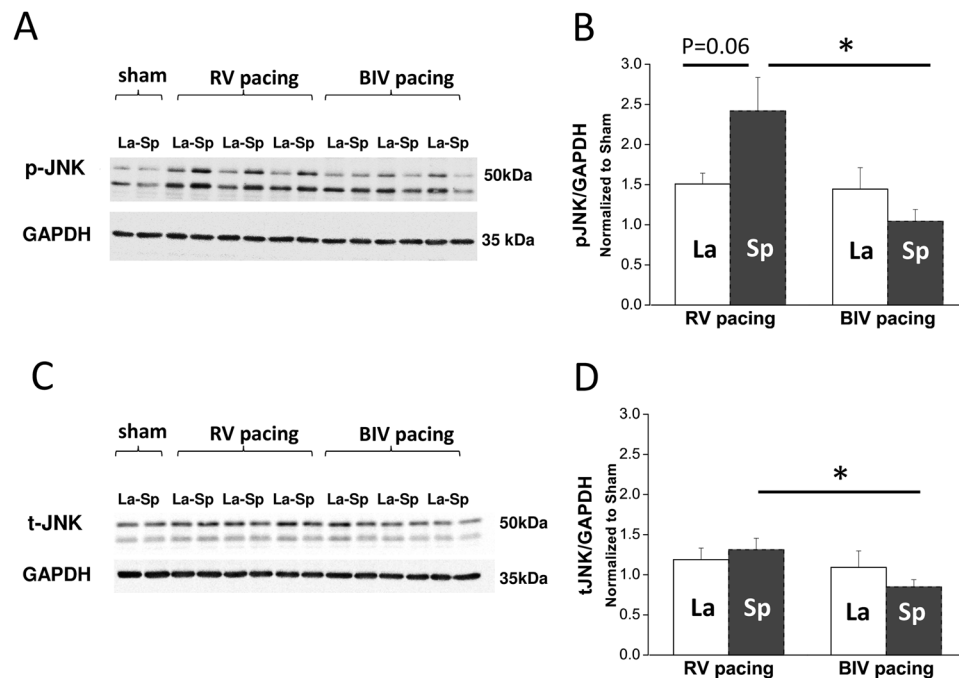 A
sham RV pacing BIV pacing
La-Sp La-Sp La-Sp La-Sp La-Sp La-Sp La-Sp
p-JNK 50kDa
GAPDH 35 kDa
B
P=0.06 *
3.0
2.5
2.0
1.5
1.0
0.5
0.0
pJNK/GAPDH
Normalized to Sham
La Sp La Sp
RV pacing BIV pacing
C
sham RV pacing BIV pacing
La-Sp La-Sp La-Sp La-Sp La-Sp La-Sp La-Sp
t-JNK 50kDa
GAPDH 35kDa
D
*
3.0
2.5
2.0
1.5
1.0
0.5
0.0
tJNK/GAPDH
Normalized to Sham
La Sp La Sp
RV pacing BIV pacing